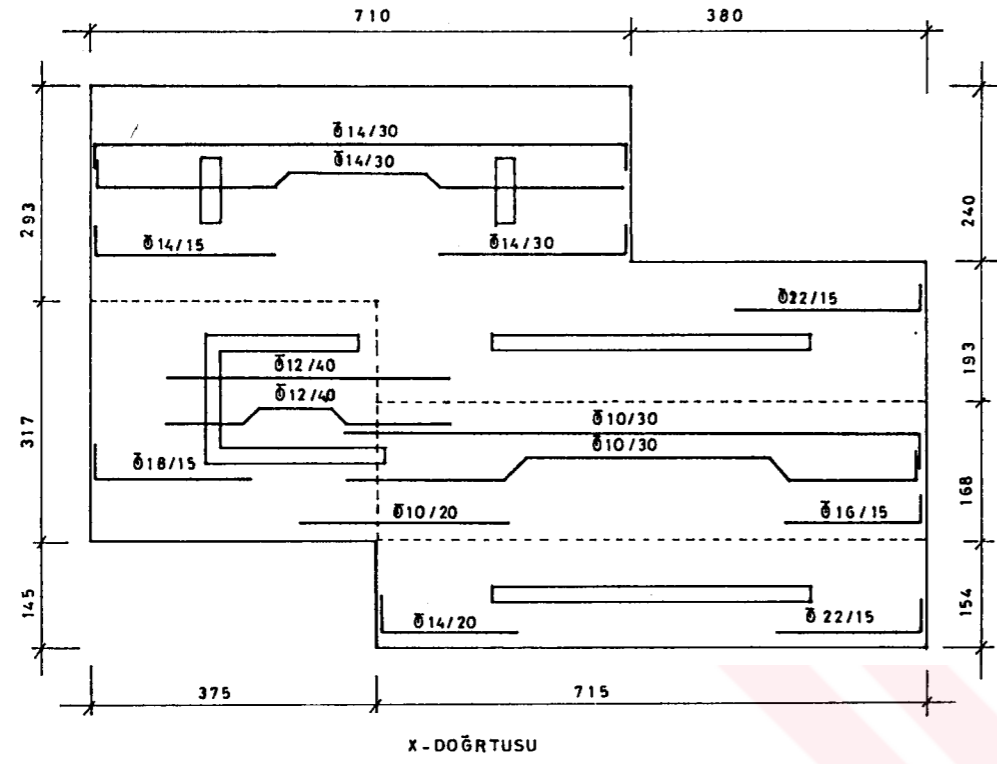 710
380
Ø14/30
Ø14/30
293
240
Ø14/15
Ø14/30
Ø22/15
Ø12/40
193
Ø12/40
Ø10/30
317
Ø10/30
Ø18/15
168
Ø10/20
Ø16/15
145
154
Ø14/20
Ø22/15
375
715
X-DOĞRTUSU